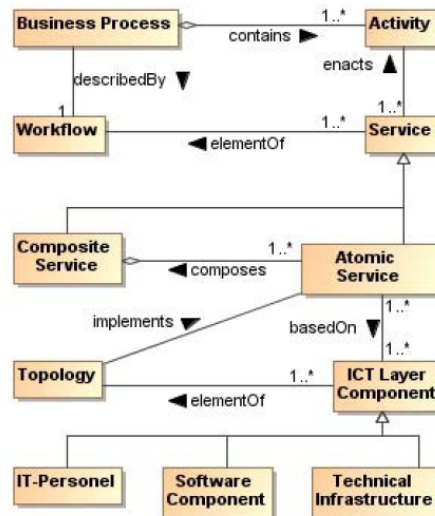 Business Process
1..*
Activity
contains
describedBy
enacts
1
1..*
1..*
Workflow
elementOf
Service
Composite
Service
1..*
composes
Atomic
Service
implements
1..*
basedOn
1..*
Topology
1..*
elementOf
ICT Layer
Component
IT-Personel
Software
Component
Technical
Infrastructure